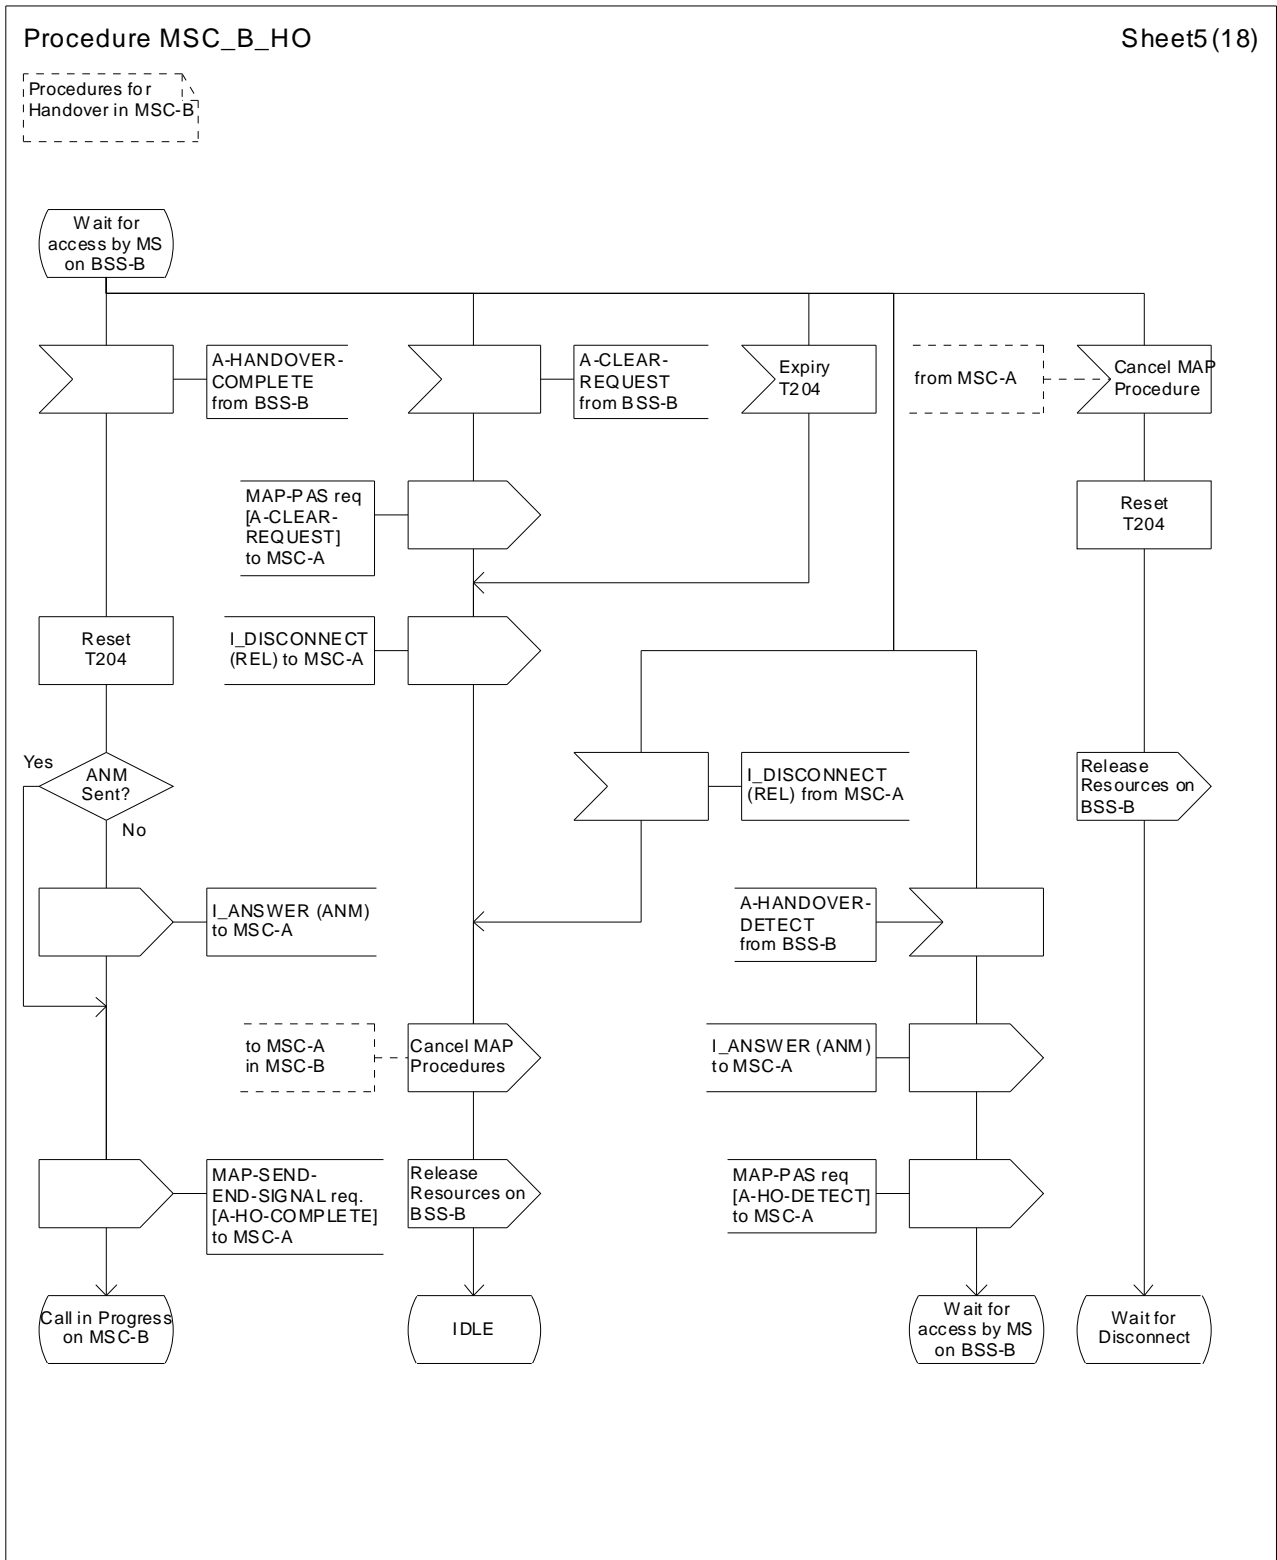 Procedure MSC_B_HO
Sheet5(18)
Procedures for
Handover in MSC-B
Wait for
access by MS
on BSS-B
A-HANDOVER-
COMPLETE
from BSS-B
A-CLEAR-
REQUEST
from BSS-B
Expiry
T204
from MSC-A
Cancel MAP
Procedure
MAP-PAS req
[A-CLEAR-
REQUEST]
to MSC-A
Reset
T204
Reset
T204
I_DISCONNECT
(REL) to MSC-A
Yes
ANM
Sent?
No
I_DISCONNECT
(REL) from MSC-A
Release
Resources on
BSS-B
I_ANSWER (ANM)
to MSC-A
A-HANDOVER-
DETECT
from BSS-B
to MSC-A
in MSC-B
Cancel MAP
Procedures
I_ANSWER (ANM)
to MSC-A
MAP-SEND-
END-SIGNAL req.
[A-HO-COMPLETE]
to MSC-A
Release
Resources on
BSS-B
MAP-PAS req
[A-HO-DETECT]
to MSC-A
Call in Progress
on MSC-B
IDLE
Wait for
access by MS
on BSS-B
Wait for
Disconnect